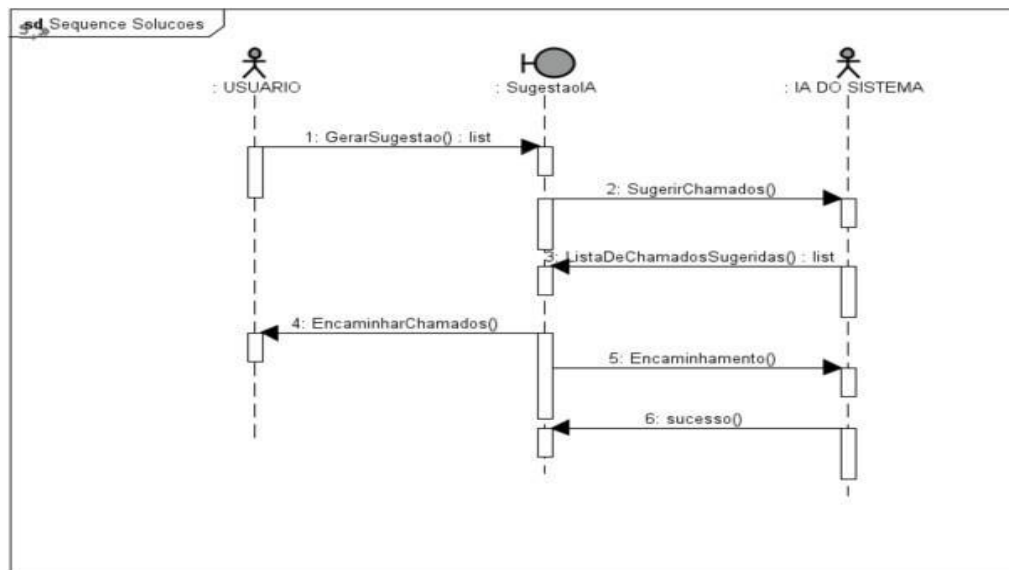 sd Sequence Solucoes
: USUARIO
: SugestaoIA
: IA DO SISTEMA
1: GerarSugestao() : list
2: SugerirChamados()
3: ListaDeChamadosSugeridas() : list
4: EncaminharChamados()
5: Encaminhamento()
6: sucesso()